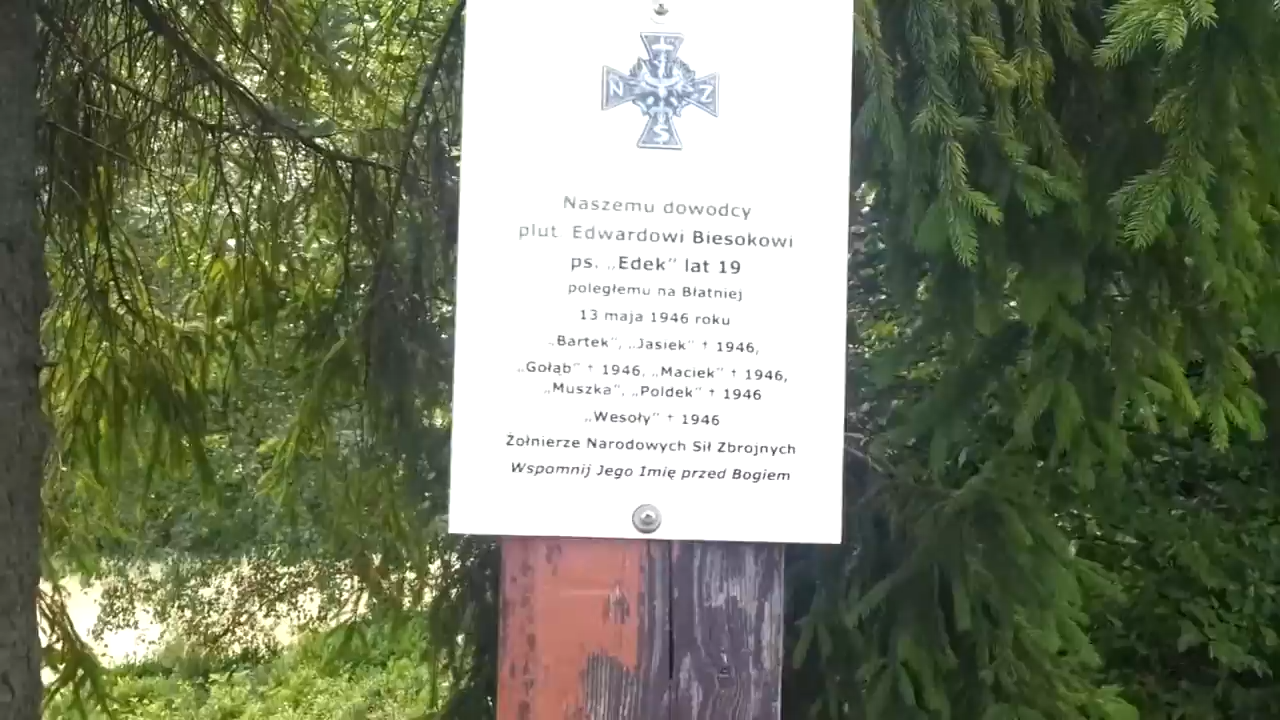 N Z
S
Naszemu dowodcy
plut. Edwardowi Biesokowi
ps. „Edek" lat 19
poległemu na Błatniej
13 maja 1946 roku
„Bartek", „Jasiek" † 1946,
„Gołąb" † 1946, „Maciek" † 1946,
„Muszka", „Poldek" † 1946
„Wesoły" † 1946
Żołnierze Narodowych Sił Zbrojnych
Wspomnij Jego Imię przed Bogiem